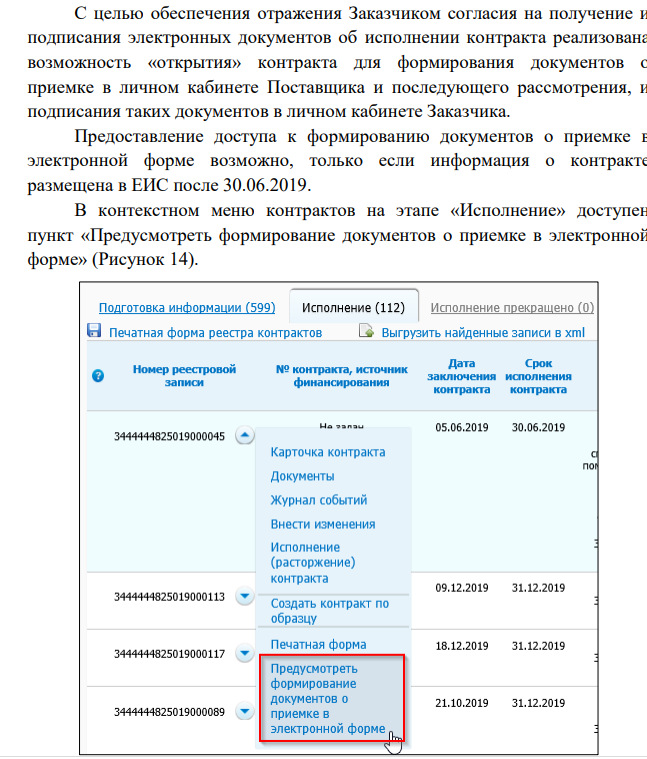 С целью обеспечения отражения Заказчиком согласия на получение и
подписания электронных документов об исполнении контракта реализована
возможность «открытия» контракта для формирования документов о
приемке в личном кабинете Поставщика и последующего рассмотрения, и
подписания таких документов в личном кабинете Заказчика.
Предоставление доступа к формированию документов о приемке в
электронной форме возможно, только если информация о контракте
размещена в ЕИС после 30.06.2019.
В контекстном меню контрактов на этапе «Исполнение» доступен
пункт «Предусмотреть формирование документов о приемке в электронной
форме» (Рисунок 14).
Подготовка информации (599) Исполнение (112) Исполнение прекращено (0)
Печатная форма реестра контрактов Выгрузить найденные записи в xml
Номер реестровой
записи
№ контракта, источник
финансирования
Дата
заключения
контракта
Срок
исполнения
контракта
3444444825019000045
Не задан
05.06.2019 30.06.2019
Карточка контракта
Документы
Журнал событий
Внести изменения
Исполнение
(расторжение)
контракта
Создать контракт по
образцу
Печатная форма
Предусмотреть
формирование
документов о
приемке в
электронной форме
3444444825019000113 09.12.2019 31.12.2019
3444444825019000117 18.12.2019 31.12.2019
3444444825019000089 21.10.2019 31.12.2019